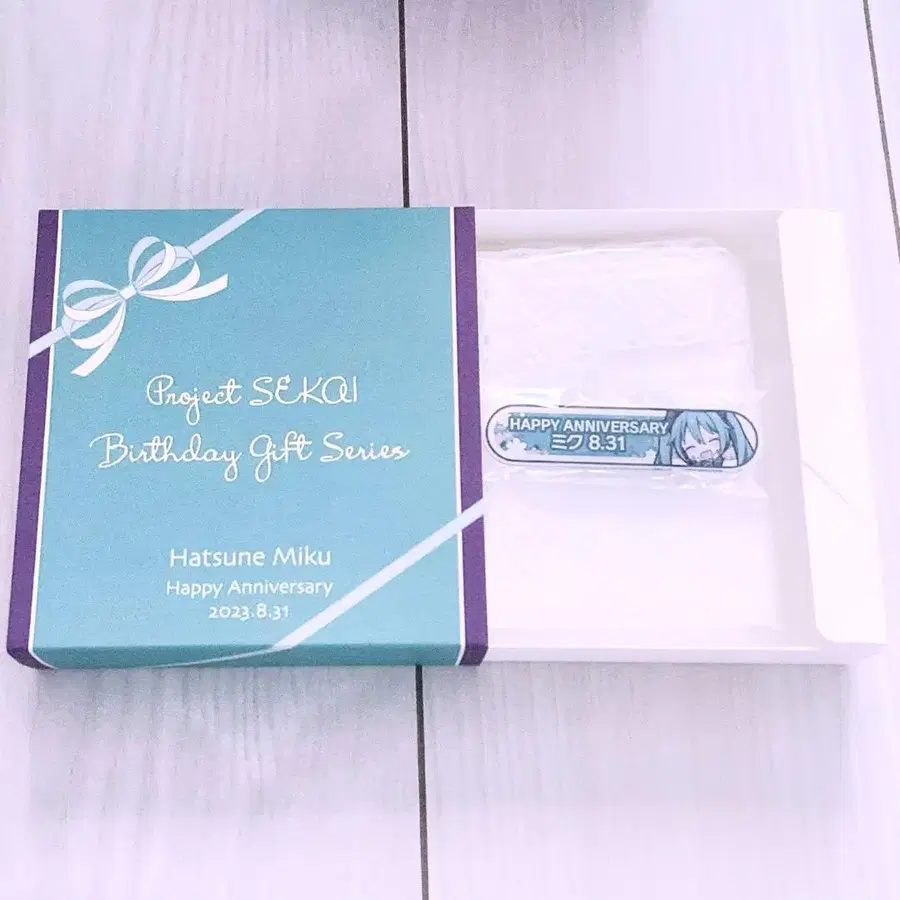 Project SEKAI
Birthday Gift Series
Hatsune Miku
Happy Anniversary
2023.8.31
HAPPY ANNIVERSARY
ミク 8.31